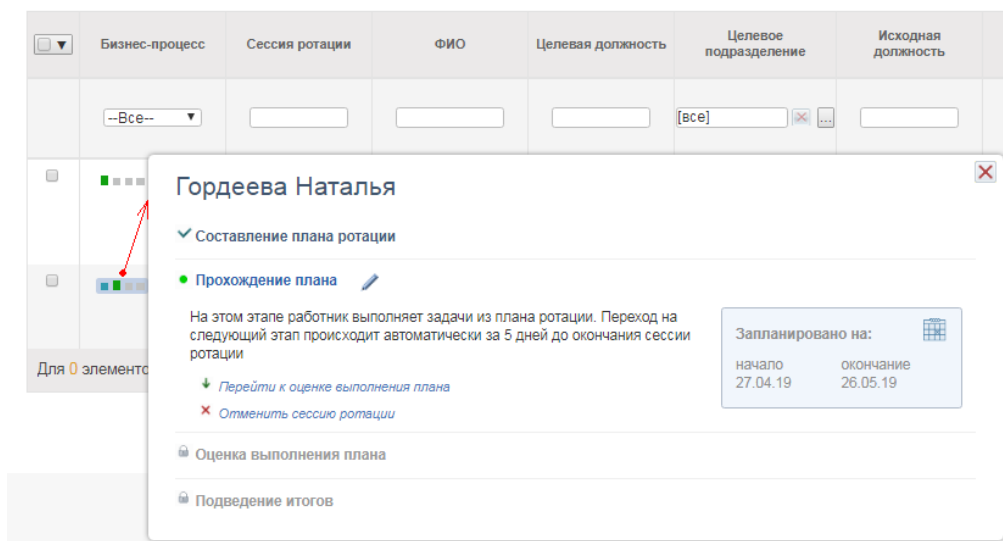 Бизнес-процесс
Сессия ротации
ФИО
Целевая должность
Целевое
подразделение
Исходная
должность
--Все--
[все]
...
Гордеева Наталья
Составление плана ротации
Прохождение плана
На этом этапе работник выполняет задачи из плана ротации. Переход на
следующий этап происходит автоматически за 5 дней до окончания сессии
ротации
Запланировано на:
начало
окончание
27.04.19
26.05.19
Перейти к оценке выполнения плана
Отменить сессию ротации
Для 0 элементо
Оценка выполнения плана
Подведение итогов